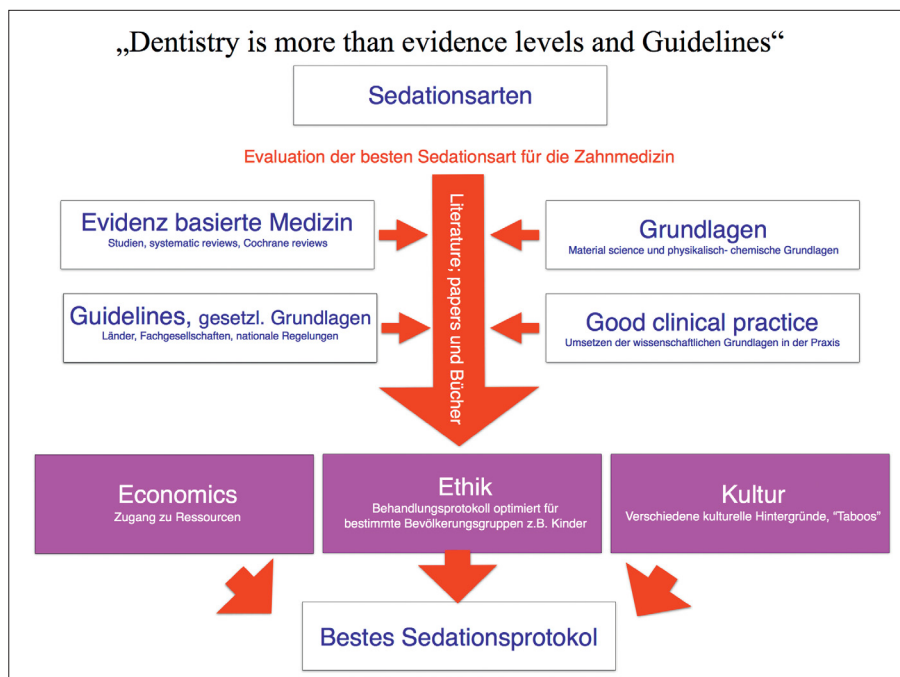 „Dentistry is more than evidence levels and Guidelines“
Sedationsarten
Evaluation der besten Sedationsart für die Zahnmedizin
Literature; papers und Bücher
Evidenz basierte Medizin
Studien, systematic reviews, Cochrane reviews
Grundlagen
Material science und physikalisch- chemische Grundlagen
Guidelines, gesetzl. Grundlagen
Länder, Fachgesellschaften, nationale Regelungen
Good clinical practice
Umsetzen der wissenschaftlichen Grundlagen in der Praxis
Economics
Zugang zu Ressourcen
Ethik
Behandlungsprotokoll optimiert für
bestimmte Bevölkerungsgruppen z.B. Kinder
Kultur
Verschiedene kulturelle Hintergründe, "Taboos"
Bestes Sedationsprotokol